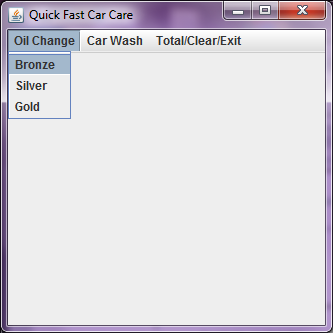 Quick Fast Car Care
Oil Change Car Wash Total/Clear/Exit
Bronze
Silver
Gold